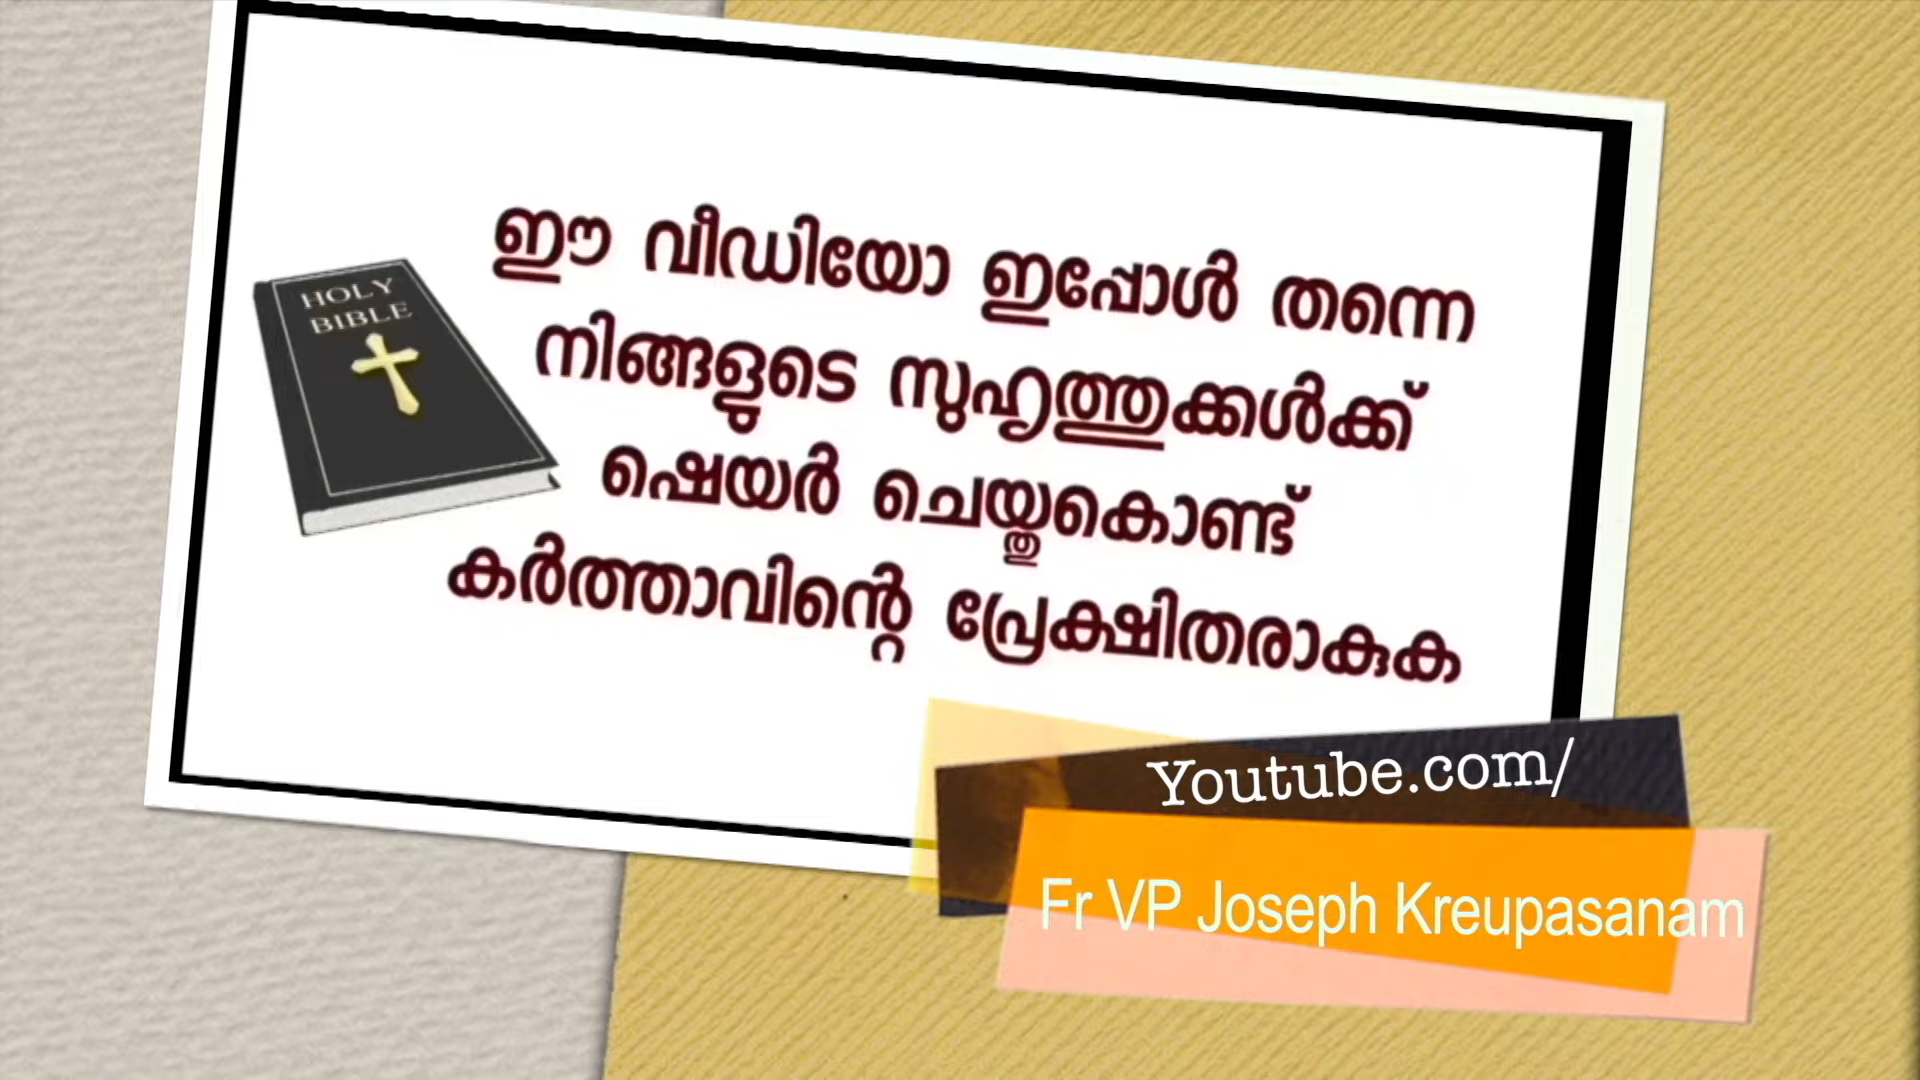 HOLY
BIBLE
ഈ വീഡിയോ ഇപ്പോൾ തന്നെ
നിങ്ങളുടെ സുഹൃത്തുക്കൾക്ക്
ഷെയർ ചെയ്തുകൊണ്ട്
കർത്താവിന്റെ പ്രേക്ഷിതരാകുക
Youtube.com/
Fr VP Joseph Kreupasanam